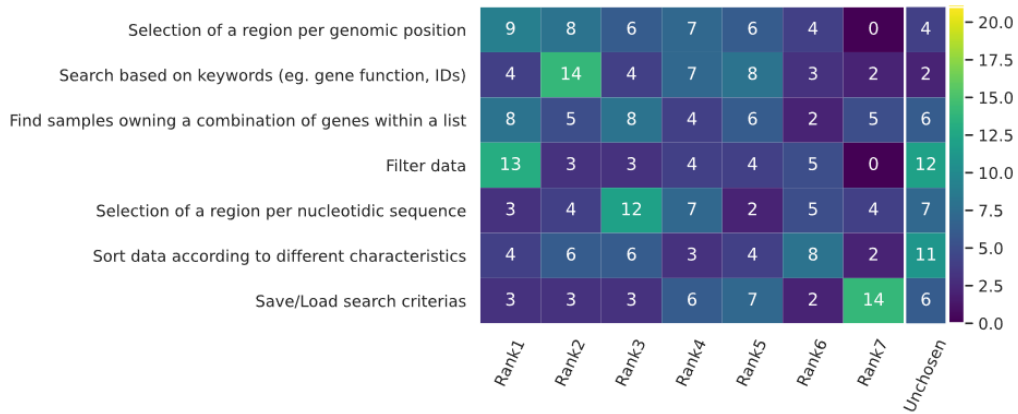 Selection of a region per genomic position 9 8 6 7 6 4 0 4
Search based on keywords (eg. gene function, IDs) 4 14 4 7 8 3 2 2
Find samples owning a combination of genes within a list 8 5 8 4 6 2 5 6
Filter data 13 3 3 4 4 5 0 12
Selection of a region per nucleotidic sequence 3 4 12 7 2 5 4 7
Sort data according to different characteristics 4 6 6 3 4 8 2 11
Save/Load search criterias 3 3 3 6 7 2 14 6
Rank1 Rank2 Rank3 Rank4 Rank5 Rank6 Rank7 Unchosen
20.0
17.5
15.0
12.5
10.0
7.5
5.0
2.5
0.0